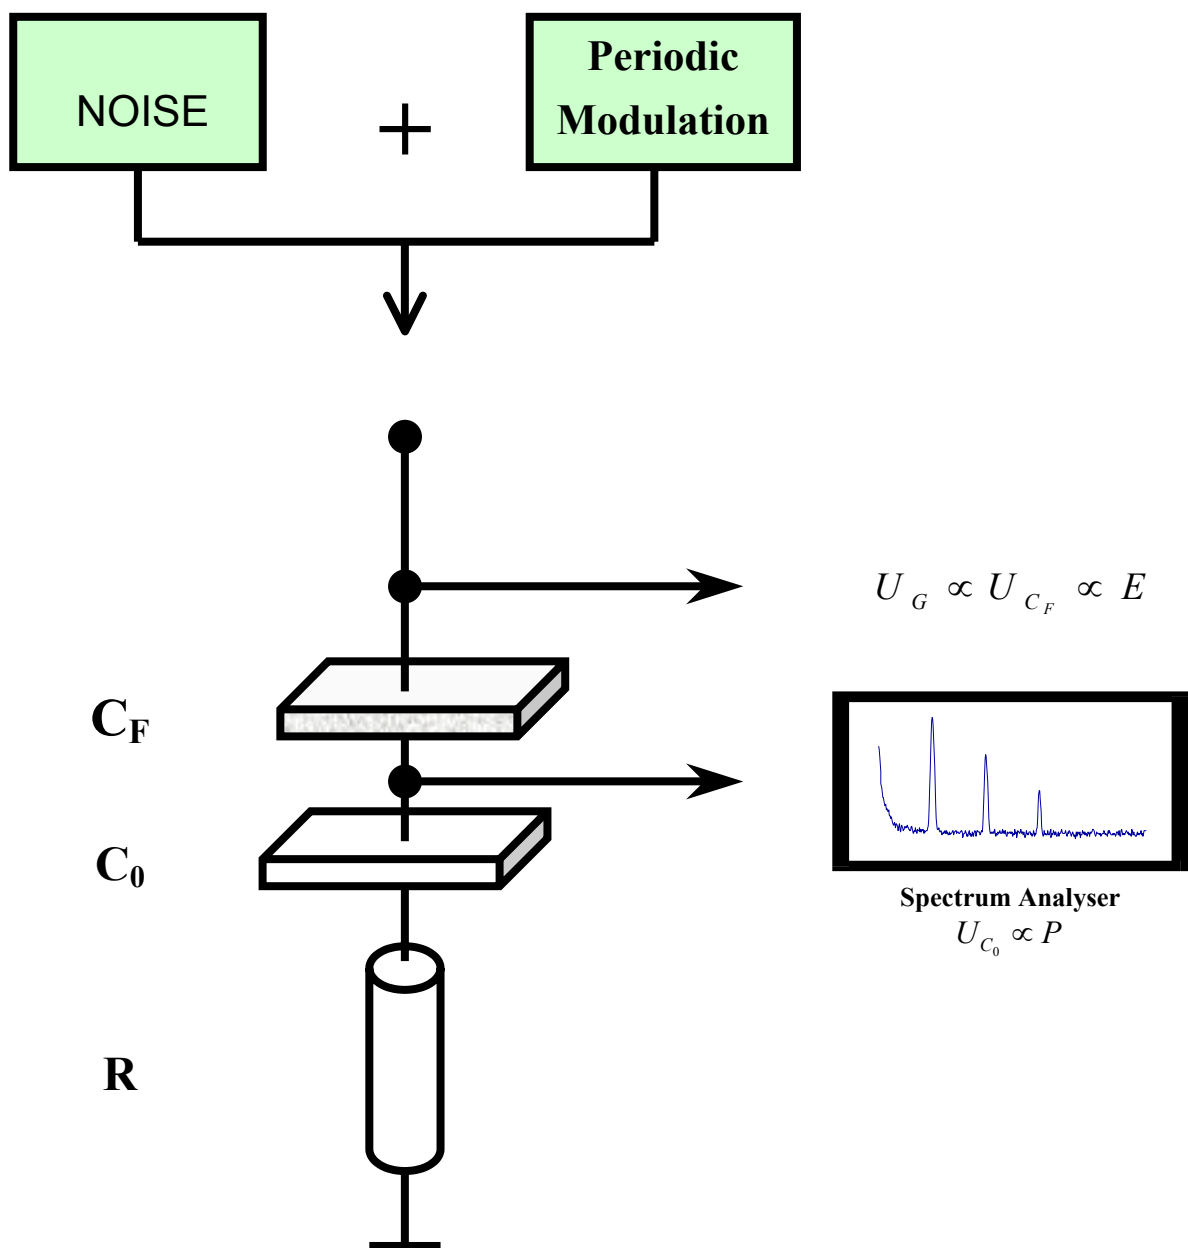 NOISE
+
Periodic
Modulation
U_G ∝ U_{C_F} ∝ E
C_F
C_0
Spectrum Analyser
U_{C_0} ∝ P
R